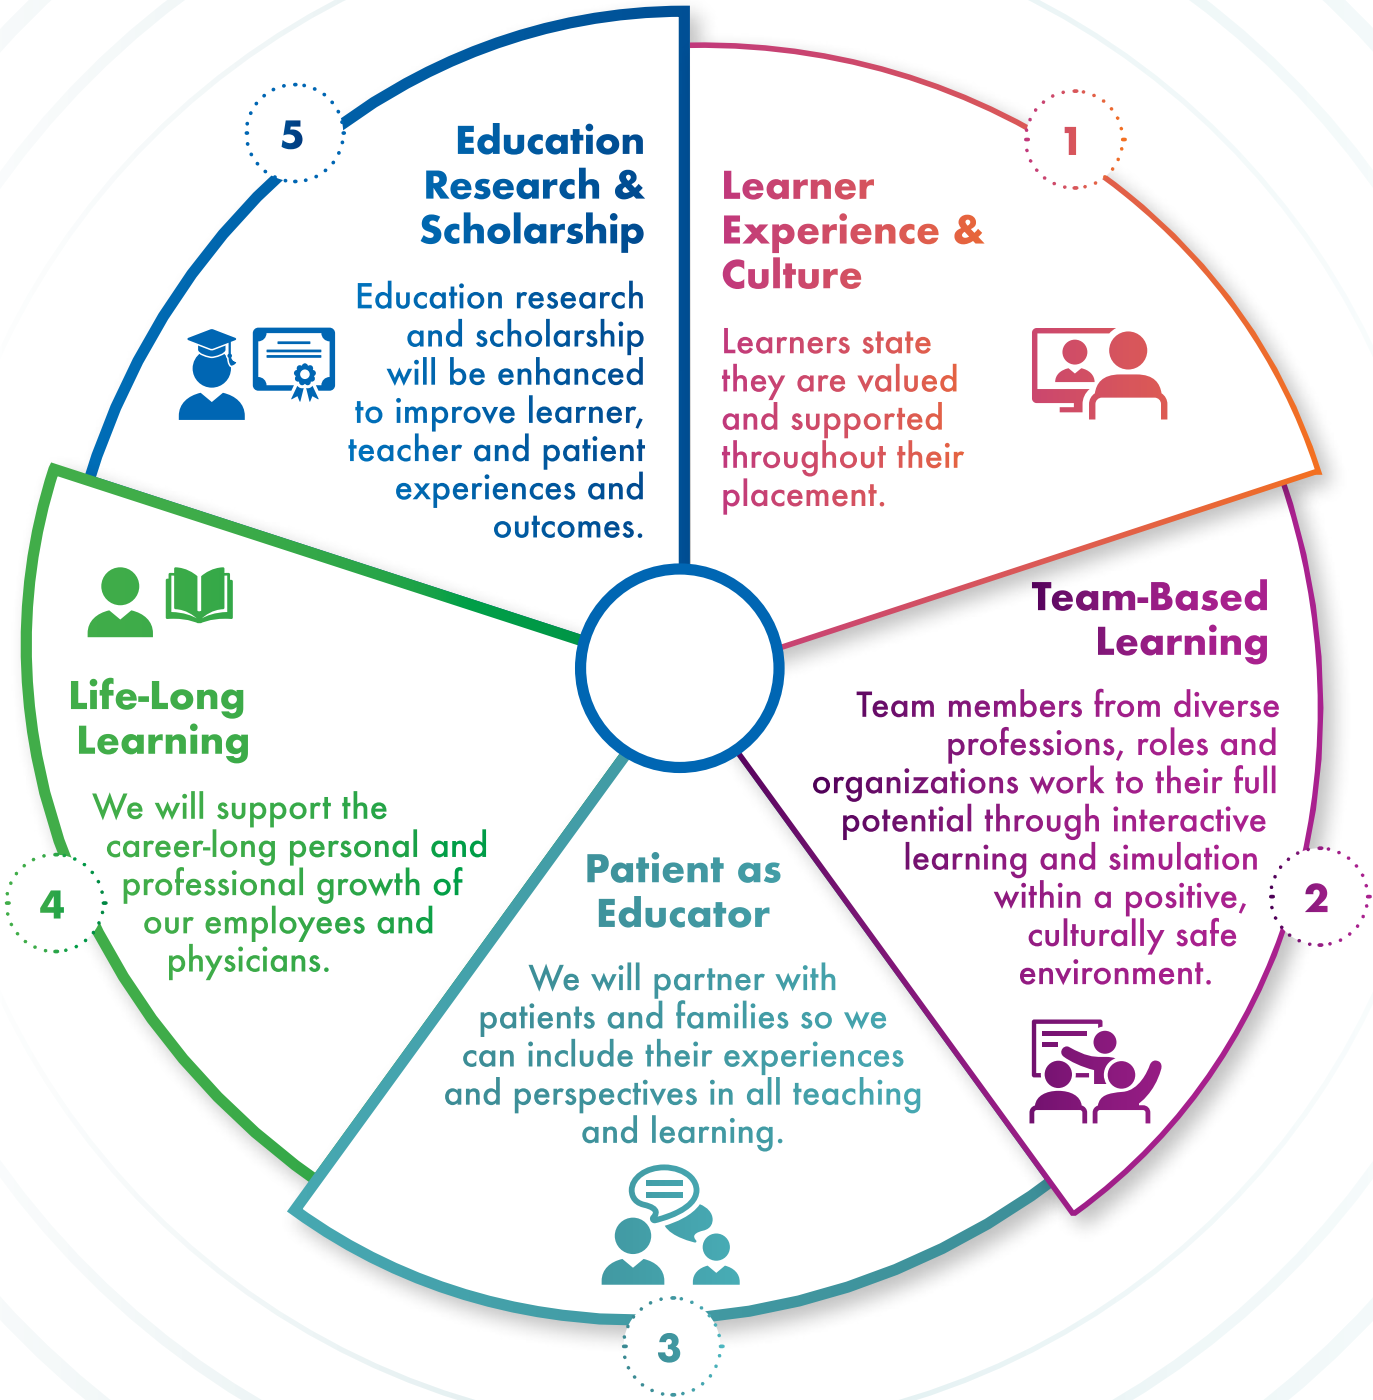 1
Learner
Experience &
Culture
Learners state
they are valued
and supported
throughout their
placement.
2
Team-Based
Learning
Team members from diverse
professions, roles and
organizations work to their full
potential through interactive
learning and simulation
within a positive,
culturally safe
environment.
3
Patient as
Educator
We will partner with
patients and families so we
can include their experiences
and perspectives in all teaching
and learning.
4
Life-Long
Learning
We will support the
career-long personal and
professional growth of
our employees and
physicians.
5
Education
Research &
Scholarship
Education research
and scholarship
will be enhanced
to improve learner,
teacher and patient
experiences and
outcomes.